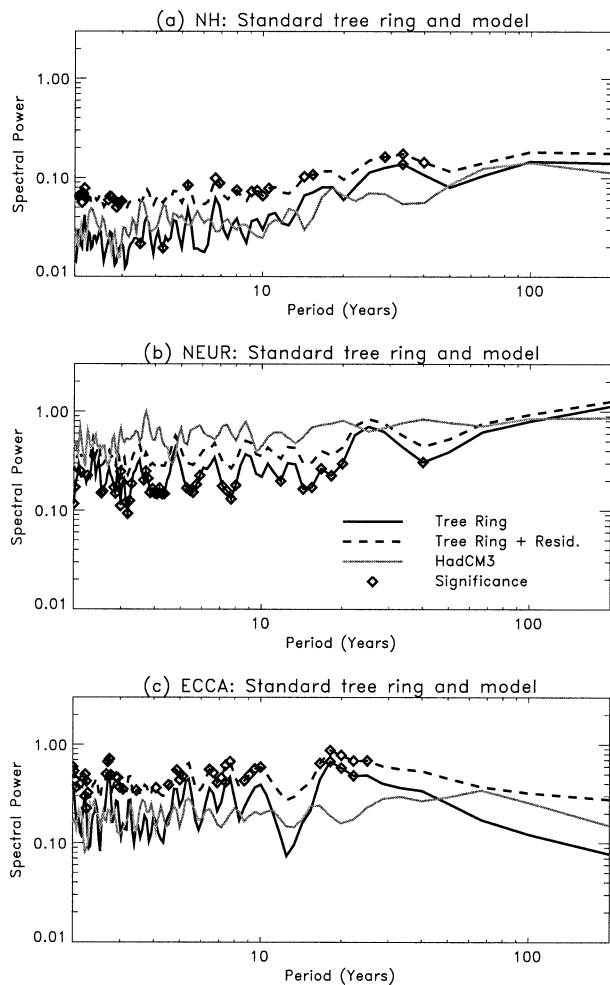 (a) NH: Standard tree ring and model
1.00
0.10
0.01
Spectral Power
10
100
Period (Years)
(b) NEUR: Standard tree ring and model
1.00
0.10
0.01
Spectral Power
Tree Ring
Tree Ring + Resid.
HadCM3
Significance
10
100
Period (Years)
(c) ECCA: Standard tree ring and model
1.00
0.10
0.01
Spectral Power
10
100
Period (Years)